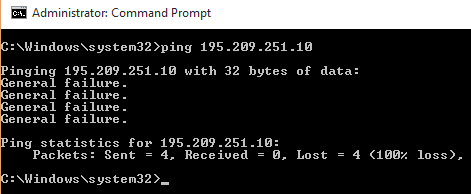 Administrator: Command Prompt
C:\Windows\system32>ping 195.209.251.10
Pinging 195.209.251.10 with 32 bytes of data:
General failure.
General failure.
General failure.
General failure.
Ping statistics for 195.209.251.10:
    Packets: Sent = 4, Received = 0, Lost = 4 (100% loss),
C:\Windows\system32>_